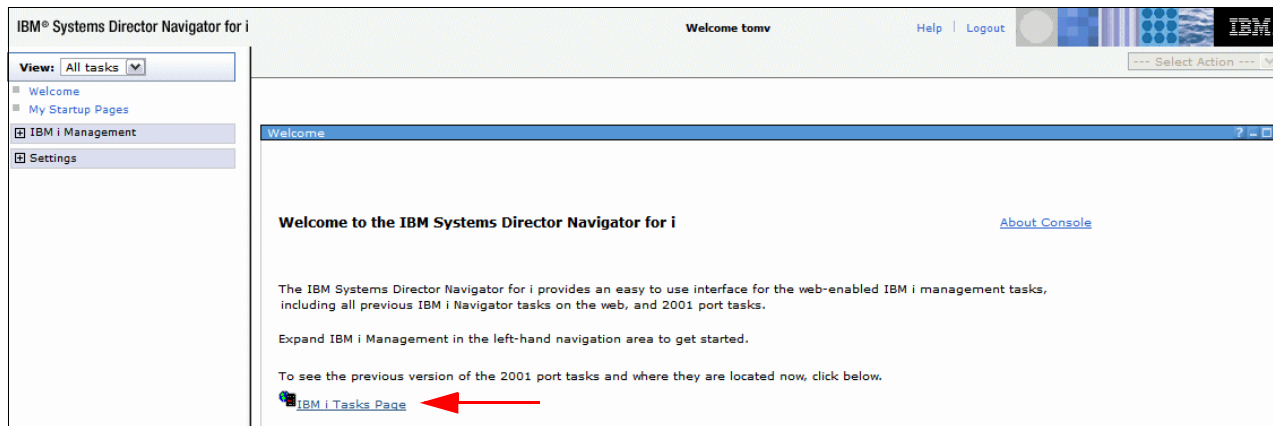 IBM® Systems Director Navigator for i
Welcome tomv
Help
Logout
IBM
View: All tasks
--- Select Action ---
Welcome
My Startup Pages
IBM i Management
Settings
Welcome
Welcome to the IBM Systems Director Navigator for i
About Console
The IBM Systems Director Navigator for i provides an easy to use interface for the web-enabled IBM i management tasks,
including all previous IBM i Navigator tasks on the web, and 2001 port tasks.
Expand IBM i Management in the left-hand navigation area to get started.
To see the previous version of the 2001 port tasks and where they are located now, click below.
IBM i Tasks Page